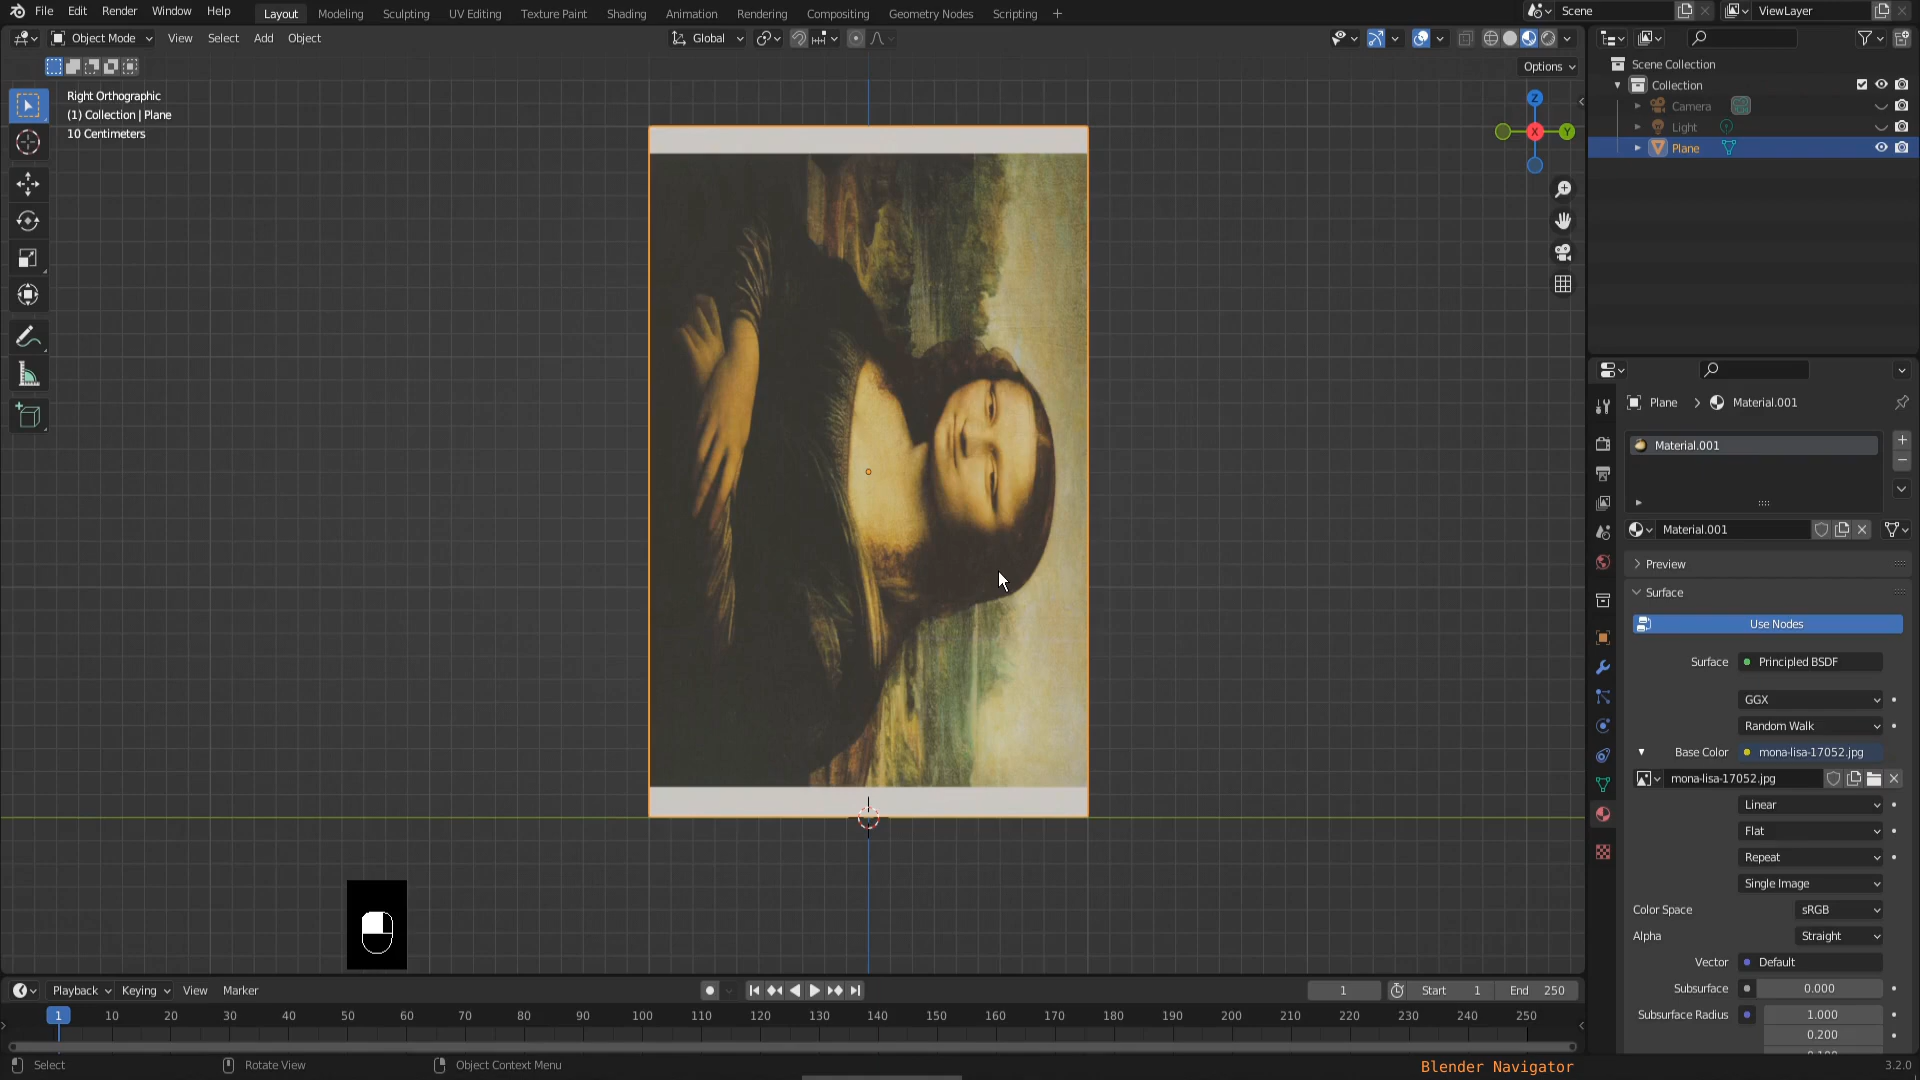 File Edit Render Window Help Layout Modeling Sculpting UV Editing Texture Paint Shading Animation Rendering Compositing Geometry Nodes Scripting + Scene ViewLayer
Object Mode View Select Add Object Global
Options
Right Orthographic
(1) Collection | Plane
10 Centimeters
Z
X
Y
Scene Collection
Collection
Camera
Light
Plane
Plane > Material.001
Material.001
Material.001
Preview
Surface
Use Nodes
Surface Principled BSDF
GGX
Random Walk
Base Color mona-lisa-17052.jpg
mona-lisa-17052.jpg
Linear
Flat
Repeat
Single Image
Color Space sRGB
Alpha Straight
Vector Default
Subsurface 0.000
Subsurface Radius 1.000
0.200
Playback Keying View Marker 1 Start 1 End 250
1 10 20 30 40 50 60 70 80 90 100 110 120 130 140 150 160 170 180 190 200 210 220 230 240 250
Select Rotate View Object Context Menu Blender Navigator 3.2.0